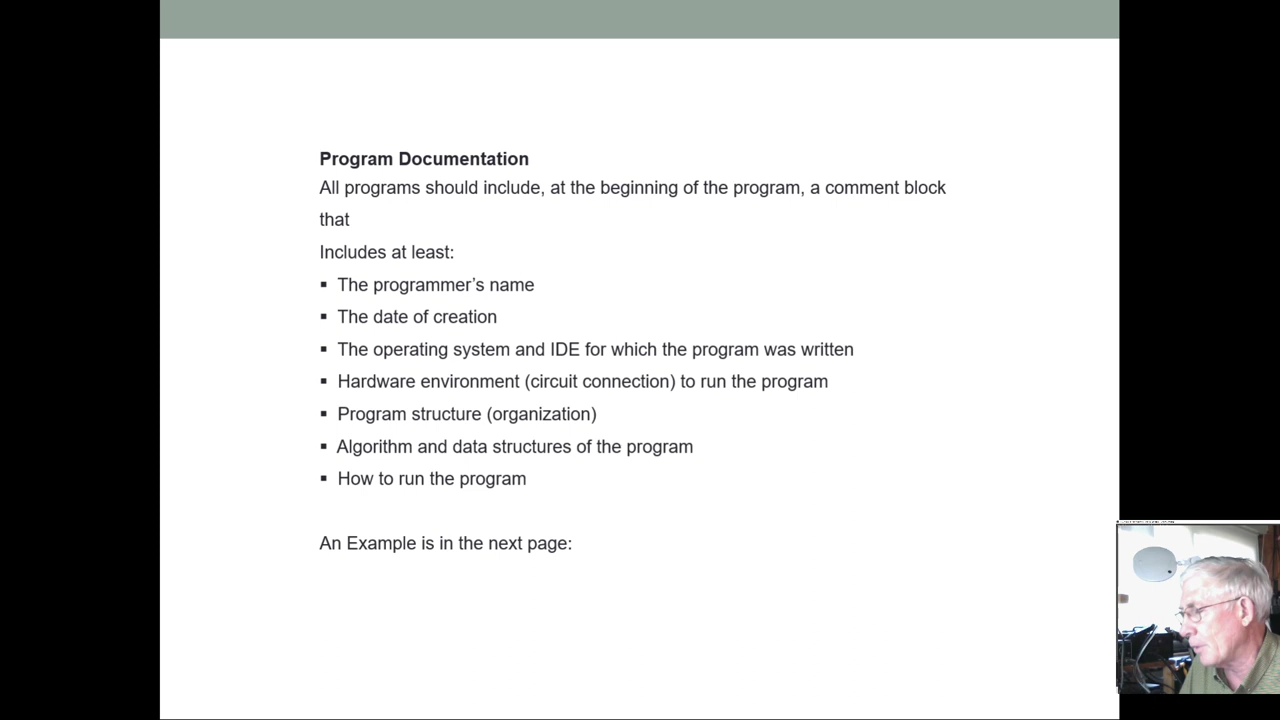 Program Documentation
All programs should include, at the beginning of the program, a comment block
that
Includes at least:
▪ The programmer’s name
▪ The date of creation
▪ The operating system and IDE for which the program was written
▪ Hardware environment (circuit connection) to run the program
▪ Program structure (organization)
▪ Algorithm and data structures of the program
▪ How to run the program
An Example is in the next page: